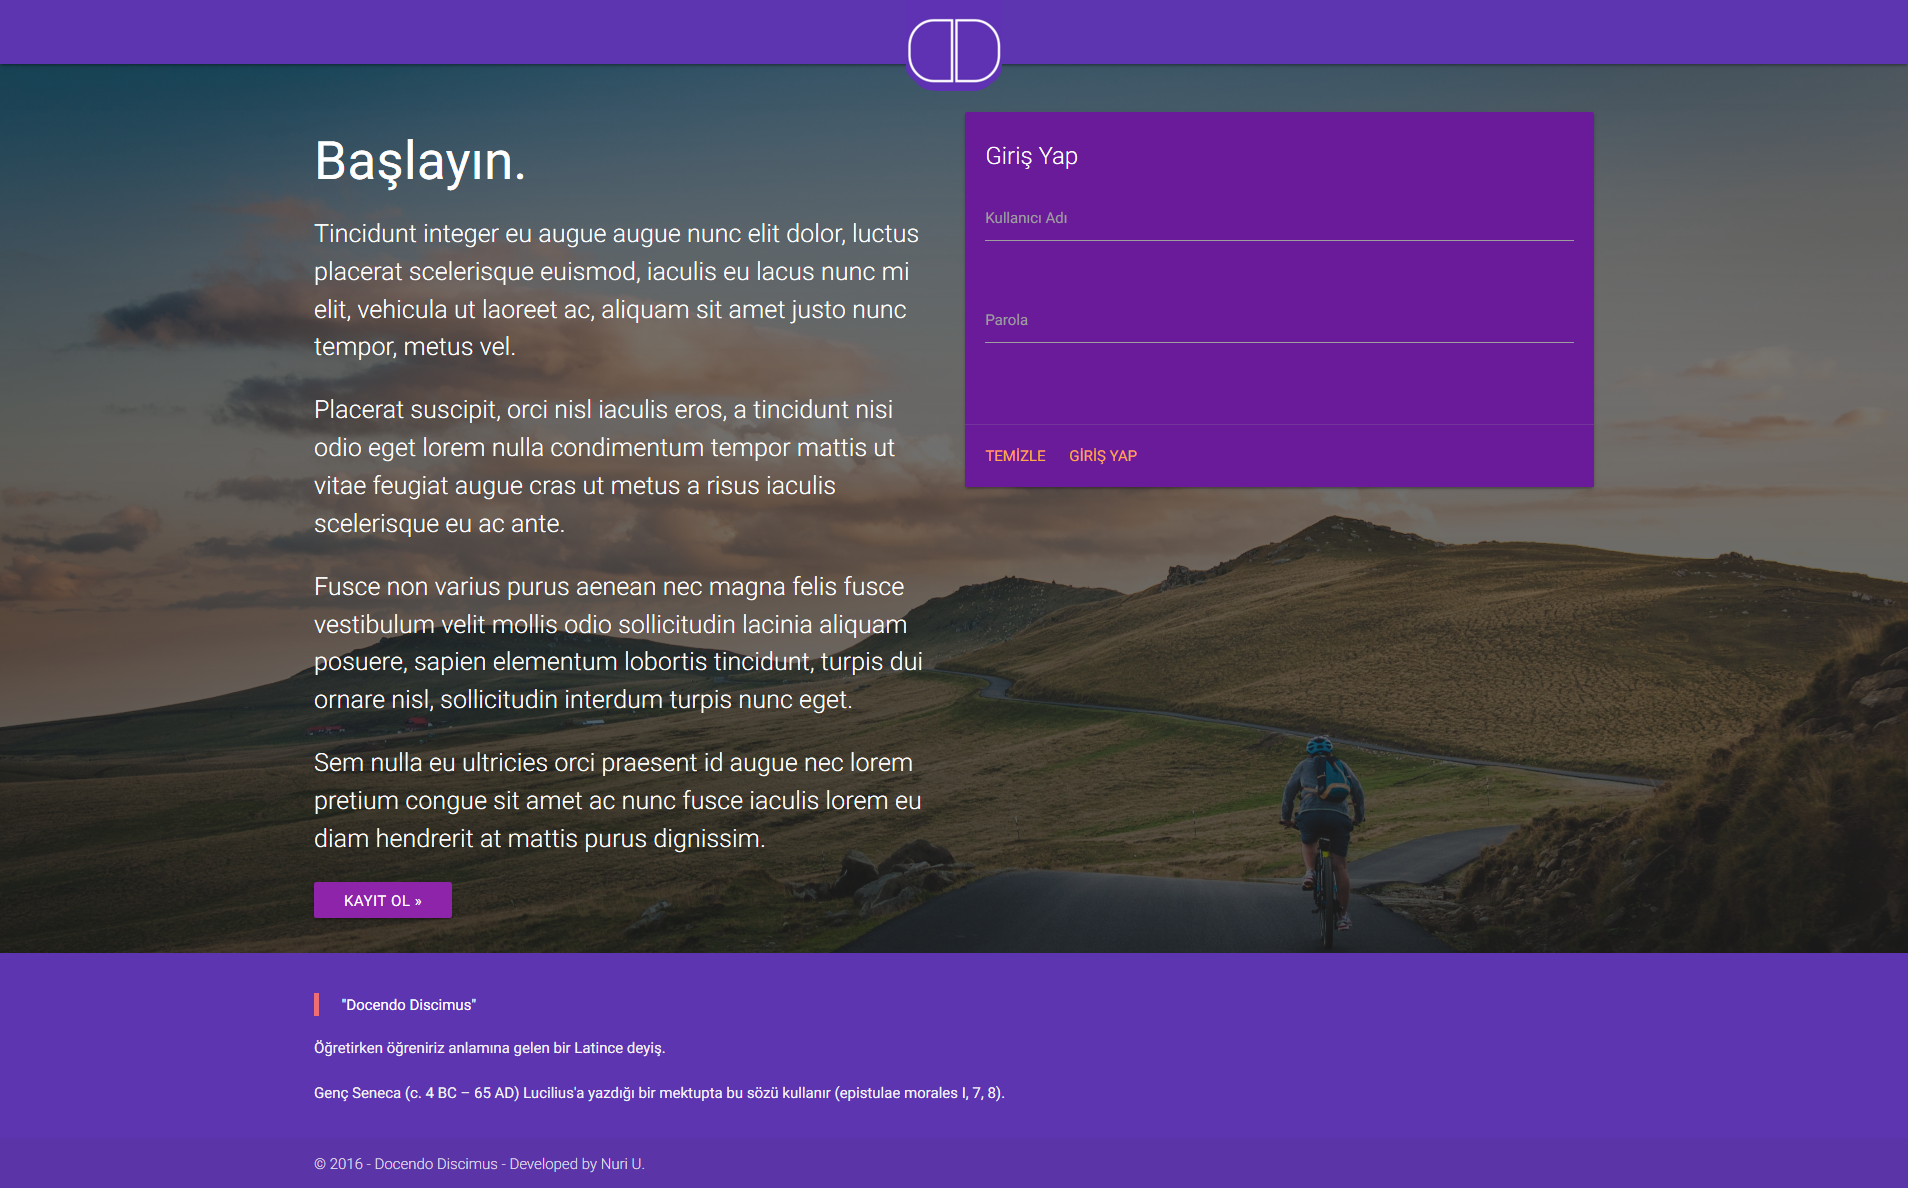 Başlayın.
Tincidunt integer eu augue augue nunc elit dolor, luctus
placerat scelerisque euismod, iaculis eu lacus nunc mi
elit, vehicula ut laoreet ac, aliquam sit amet justo nunc
tempor, metus vel.
Placerat suscipit, orci nisl iaculis eros, a tincidunt nisi
odio eget lorem nulla condimentum tempor mattis ut
vitae feugiat augue cras ut metus a risus iaculis
scelerisque eu ac ante.
Fusce non varius purus aenean nec magna felis fusce
vestibulum velit mollis odio sollicitudin lacinia aliquam
posuere, sapien elementum lobortis tincidunt, turpis dui
ornare nisl, sollicitudin interdum turpis nunc eget.
Sem nulla eu ultricies orci praesent id augue nec lorem
pretium congue sit amet ac nunc fusce iaculis lorem eu
diam hendrerit at mattis purus dignissim.
KAYIT OL »
Giriş Yap
Kullanıcı Adı
Parola
TEMİZLE GİRİŞ YAP
"Docendo Discimus"
Öğretirken öğreniriz anlamına gelen bir Latince deyiş.
Genç Seneca (c. 4 BC – 65 AD) Lucilius'a yazdığı bir mektupta bu sözü kullanır (epistulae morales I, 7, 8).
© 2016 - Docendo Discimus - Developed by Nuri U.